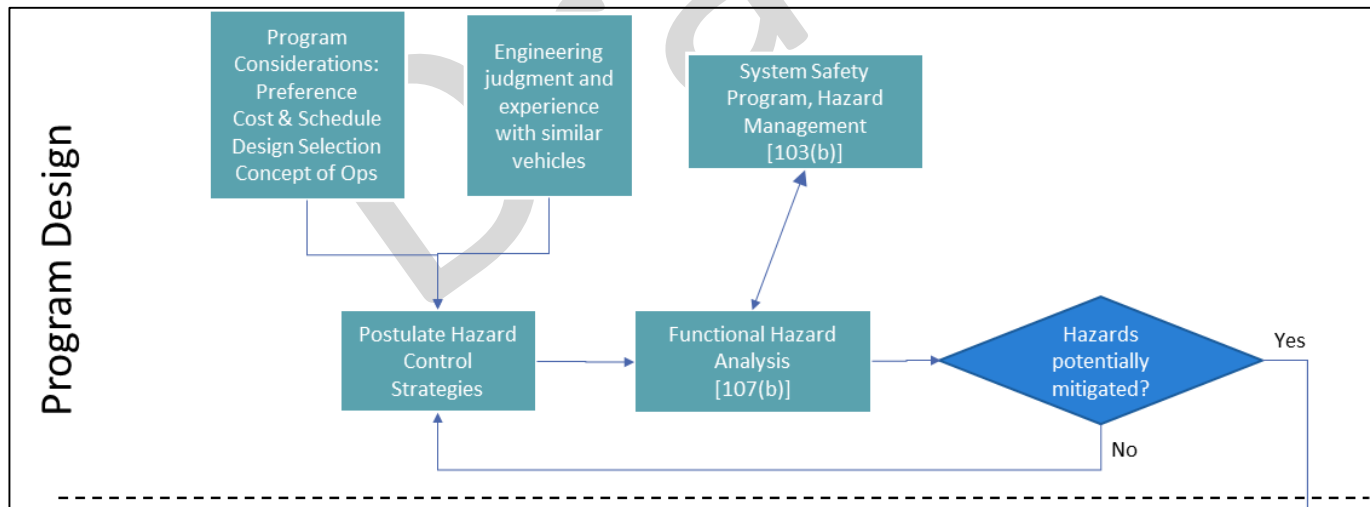 Program Design
Program
Considerations:
Preference
Cost & Schedule
Design Selection
Concept of Ops
Engineering
judgment and
experience
with similar
vehicles
System Safety
Program, Hazard
Management
[103(b)]
Postulate Hazard
Control
Strategies
Functional Hazard
Analysis
[107(b)]
Hazards
potentially
mitigated?
Yes
No